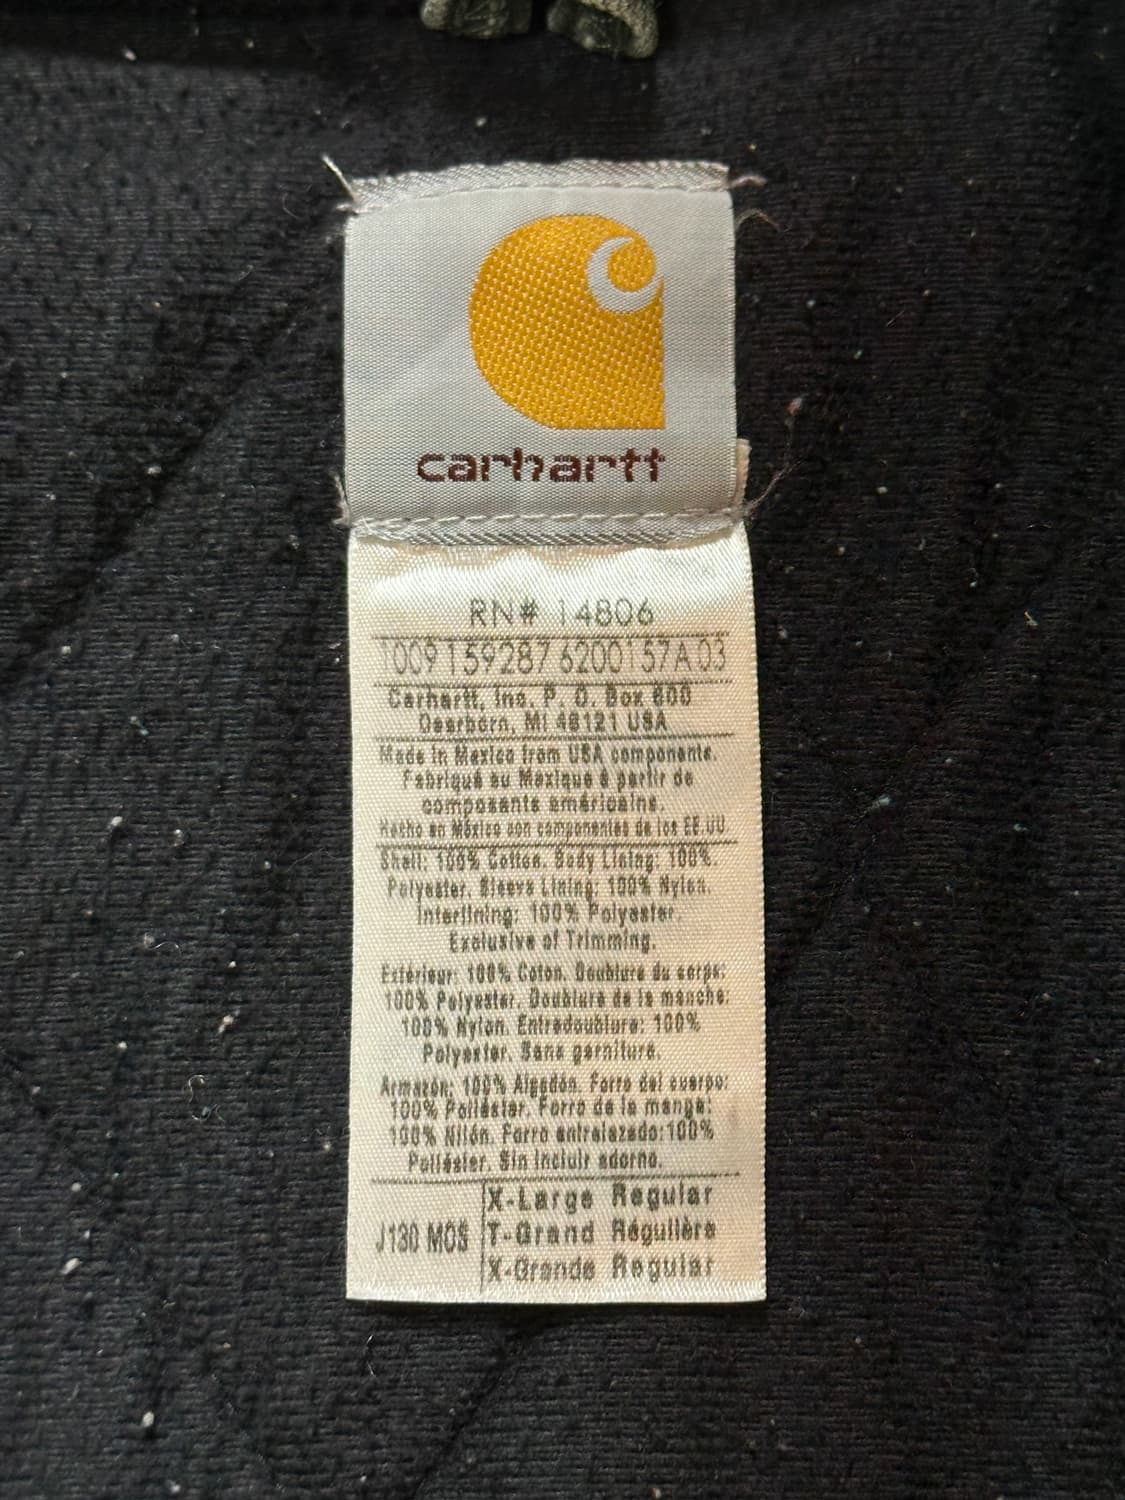 carhartt
RN# 14806
1009159287 6200157A 03
Carhartt, Inc. P. O. Box 600
Dearborn, MI 48121 USA
Made in Mexico from USA components.
Fabriqué au Mexique à partir de
composants américains.
Hecho en México con componentes de los EE.UU.
Shell: 100% Cotton. Body Lining: 100%.
Polyester. Sleeve Lining: 100% Nylon.
Interlining: 100% Polyester.
Exclusive of Trimming.
Extérieur: 100% Coton. Doublure du corps:
100% Polyester. Doublure de la manche:
100% Nylon. Entredoublure: 100%
Polyester. Sans garniture.
Armazón: 100% Algodón. Forro del cuerpo:
100% Poliéster. Forro de la manga:
100% Nilón. Forro entrelazado:100%
Poliéster. Sin incluir adorno.
J130 MOS
X-Large Regular
T-Grand Régulière
X-Grande Regular